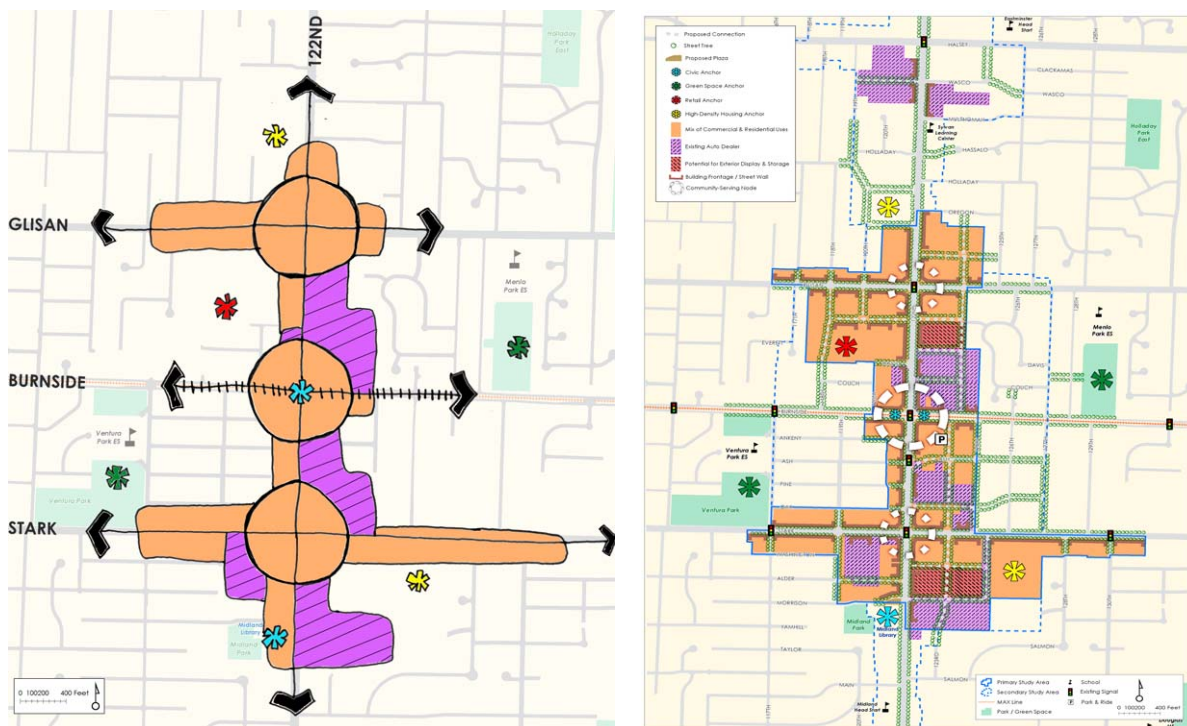 122ND
Holladay
Park
East
GLISAN
Menlo
Park ES
BURNSIDE
Ventura
Park ES
Ventura Park
STARK
Midland
Library
Midland
Park
0 100200 400 Feet
Proposed Connection
Street Tree
Proposed Plaza
Civic Anchor
Green Space Anchor
Retail Anchor
High-Density Housing Anchor
Mix of Commercial & Residential Uses
Existing Auto Dealer
Potential for Exterior Display & Storage
Building Frontage / Street Wall
Community-Serving Node
Head Start
HALSEY
CLACKAMAS
WASCO
WASCO
Holladay
Park
East
Sylvan
Learning
Center
HOLLADAY
HASSALO
HOLLADAY
OREGON
Menlo
Park ES
DAVIS
COUCH
COUCH
BURNSIDE
ANKENY
ASH
PINE
Ventura
Park ES
Ventura Park
P
ALDER
MORRISON
YAMHILL
TAYLOR
MAIN
Midland
Park
Midland
Library
SALMON
SALMON
Midland
Head Start
Primary Study Area
Secondary Study Area
MAX Line
Park / Green Space
School
Existing Signal
P Park & Ride
0 100200 400 Feet